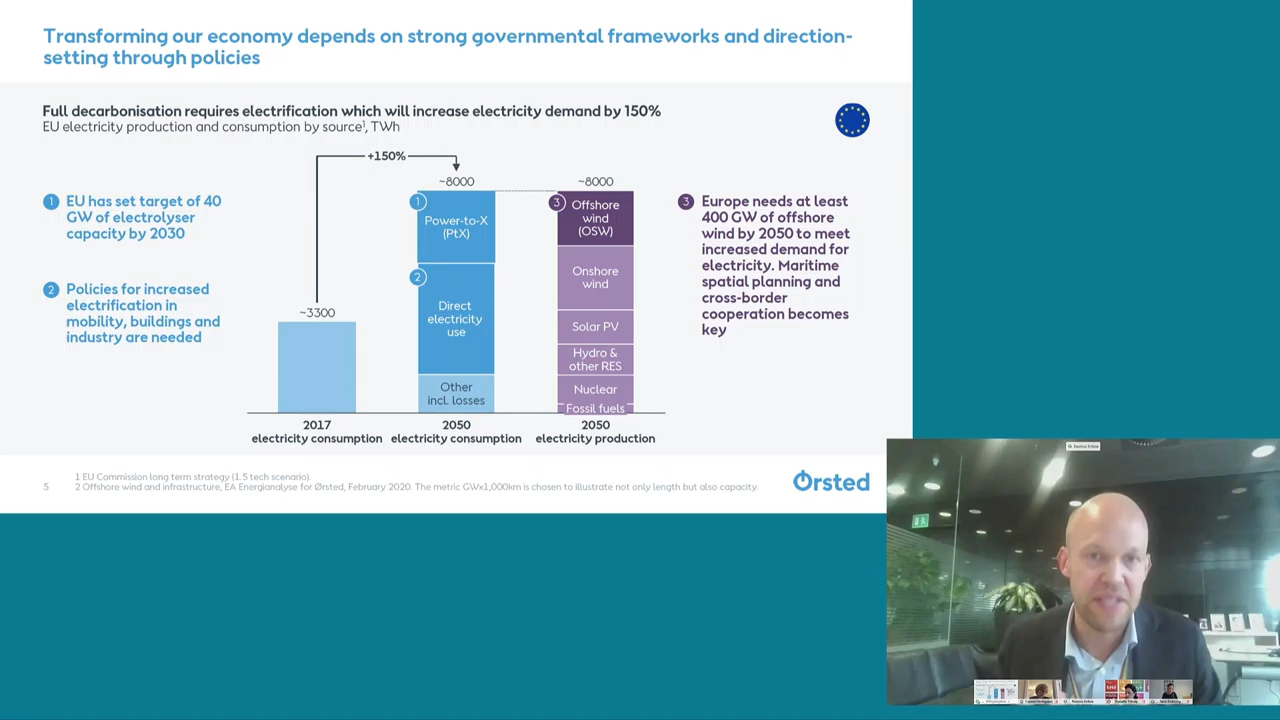 Transforming our economy depends on strong governmental frameworks and direction-
setting through policies
Full decarbonisation requires electrification which will increase electricity demand by 150%
EU electricity production and consumption by source¹, TWh
1 EU has set target of 40
GW of electrolyser
capacity by 2030
2 Policies for increased
electrification in
mobility, buildings and
industry are needed
+150%
~3300
~8000
1
Power-to-X
(PtX)
2
Direct
electricity
use
Other
incl. losses
~8000
3
Offshore
wind
(OSW)
Onshore
wind
Solar PV
Hydro &
other RES
Nuclear
Fossil fuels
2017
electricity consumption
2050
electricity consumption
2050
electricity production
3 Europe needs at least
400 GW of offshore
wind by 2050 to meet
increased demand for
electricity. Maritime
spatial planning and
cross-border
cooperation becomes
key
5
1 EU Commission long term strategy (1.5 tech scenario).
2 Offshore wind and infrastructure, EA Energianalyse for Ørsted, February 2020. The metric GWx1,000km is chosen to illustrate not only length but also capacity.
Ørsted